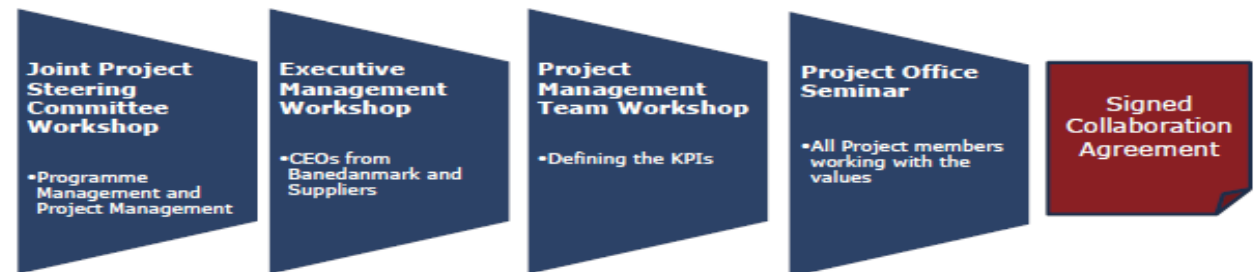 Joint Project
Steering
Committee
Workshop
•Programme
Management and
Project Management
Executive
Management
Workshop
•CEOs from
Banedanmark and
Suppliers
Project
Management
Team Workshop
•Defining the KPIs
Project Office
Seminar
•All Project members
working with the
values
Signed
Collaboration
Agreement